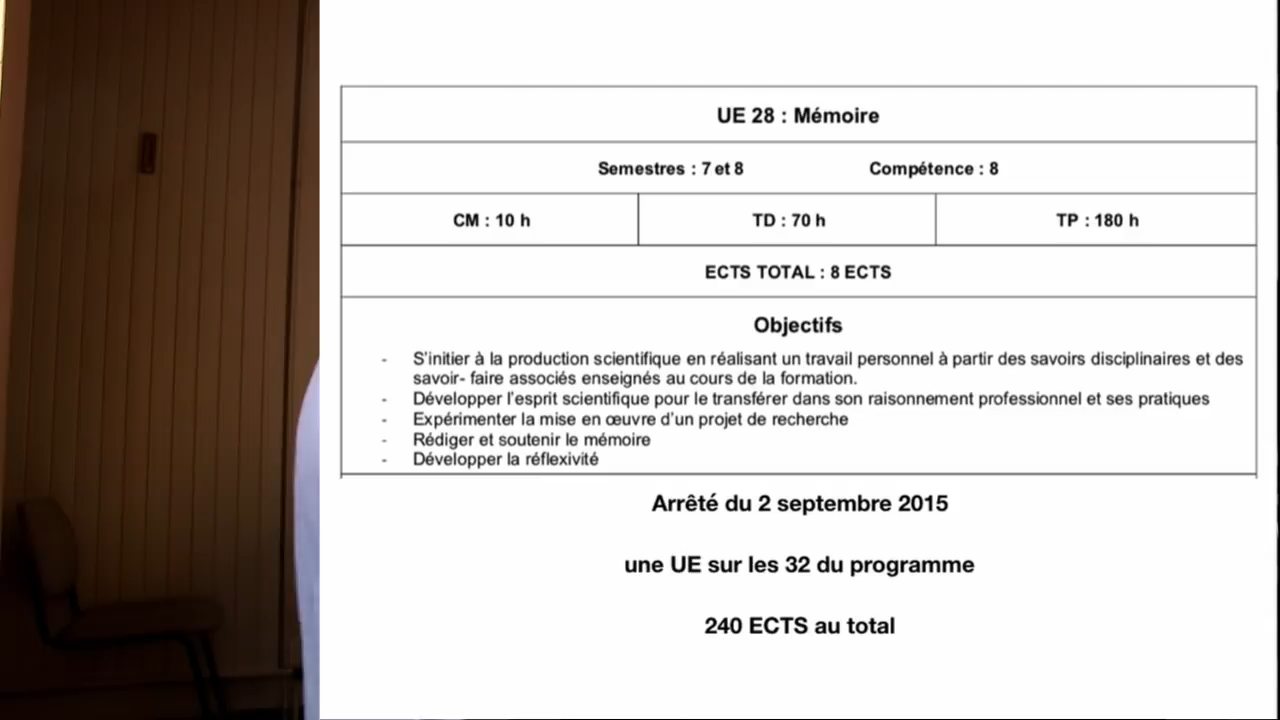 UE 28 : Mémoire
Semestres : 7 et 8 Compétence : 8
CM : 10 h TD : 70 h TP : 180 h
ECTS TOTAL : 8 ECTS
Objectifs
- S'initier à la production scientifique en réalisant un travail personnel à partir des savoirs disciplinaires et des
savoir- faire associés enseignés au cours de la formation.
- Développer l'esprit scientifique pour le transférer dans son raisonnement professionnel et ses pratiques
- Expérimenter la mise en œuvre d'un projet de recherche
- Rédiger et soutenir le mémoire
- Développer la réflexivité
Arrêté du 2 septembre 2015
une UE sur les 32 du programme
240 ECTS au total